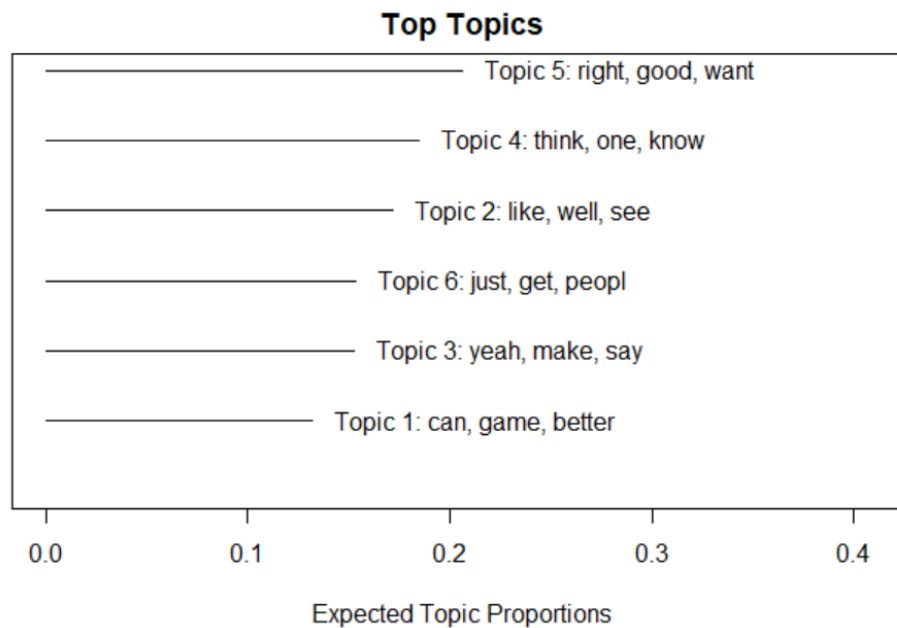 Top Topics
Topic 5: right, good, want
Topic 4: think, one, know
Topic 2: like, well, see
Topic 6: just, get, peopl
Topic 3: yeah, make, say
Topic 1: can, game, better
0.0 0.1 0.2 0.3 0.4
Expected Topic Proportions